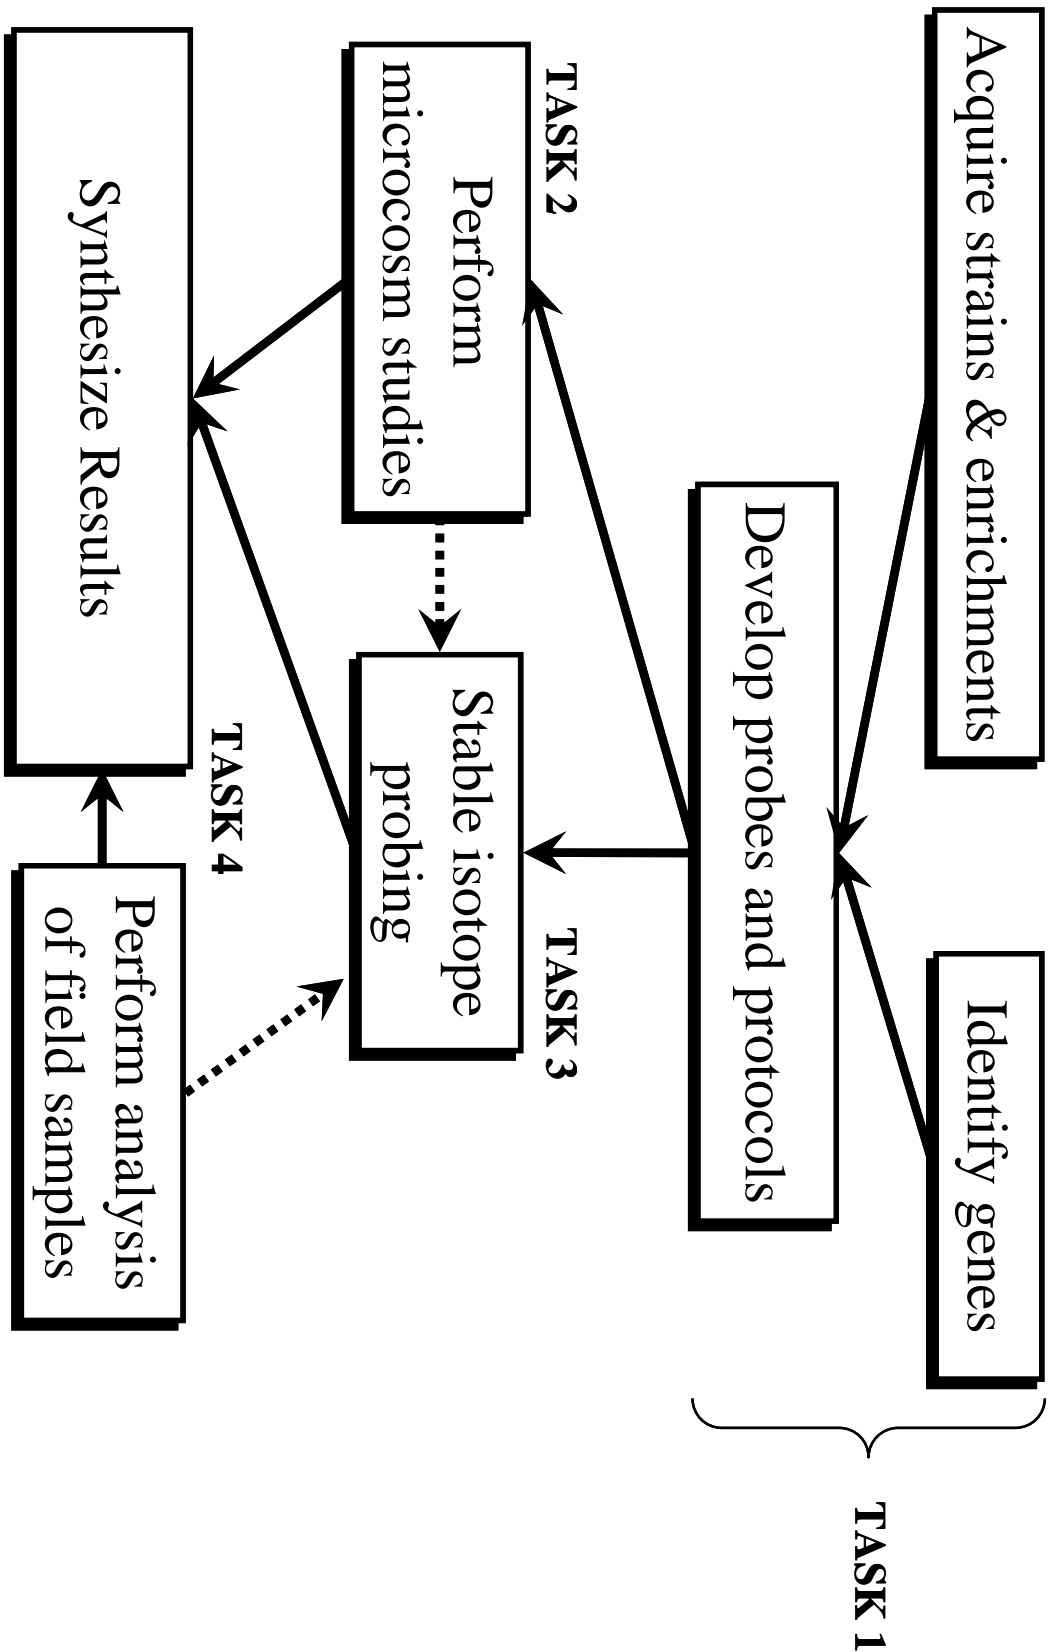 Acquire strains & enrichments
Identify genes
TASK 1
Develop probes and protocols
TASK 2
TASK 3
Perform
microcosm studies
Stable isotope
probing
TASK 4
Synthesize Results
Perform analysis
of field samples